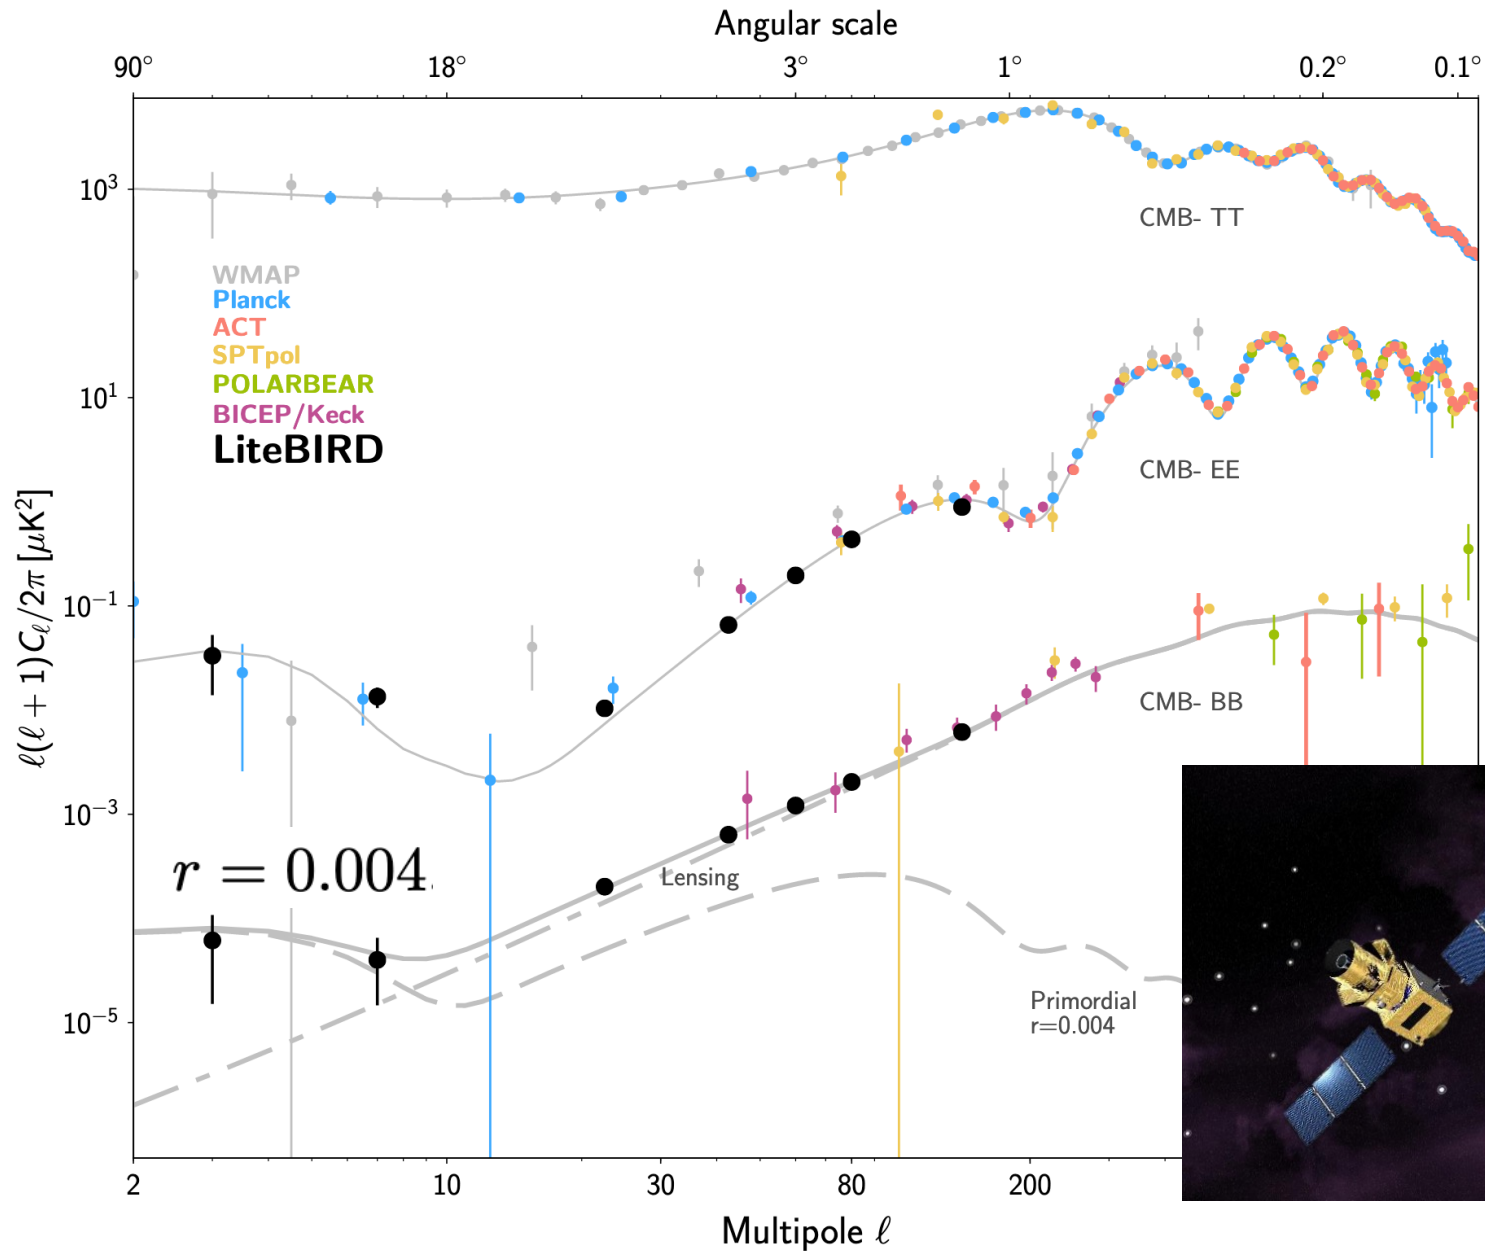 Angular scale
90° 18° 3° 1° 0.2° 0.1°
10³
CMB- TT
WMAP
Planck
ACT
SPTpol
POLARBEAR
BICEP/Keck
LiteBIRD
10¹
CMB- EE
ℓ(ℓ + 1)Cℓ/2π [μK²]
10⁻¹
CMB- BB
10⁻³
r = 0.004.
Lensing
Primordial
r=0.004
10⁻⁵
2 10 30 80 200
Multipole ℓ